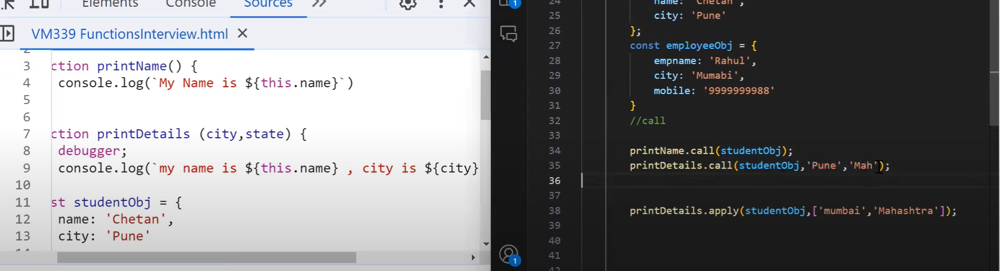 Elements Console Sources
VM339 FunctionsInterview.html
3 ction printName() {
4 console.log(`My Name is ${this.name}`)
5
6
7 ction printDetails (city,state) {
8 debugger;
9 console.log(`my name is ${this.name} , city is ${city}
10
11 st studentObj = {
12 name: 'Chetan',
13 city: 'Pune'
1
24 name: 'Chetan',
25 city: 'Pune'
26 };
27 const employeeObj = {
28 empname: 'Rahul',
29 city: 'Mumabi',
30 mobile: '9999999988'
31 }
32 //call
33
34 printName.call(studentObj);
35 printDetails.call(studentObj,'Pune','Mah');
36
37
38 printDetails.apply(studentObj,['mumbai','Mahashtra']);
39
40
41
1